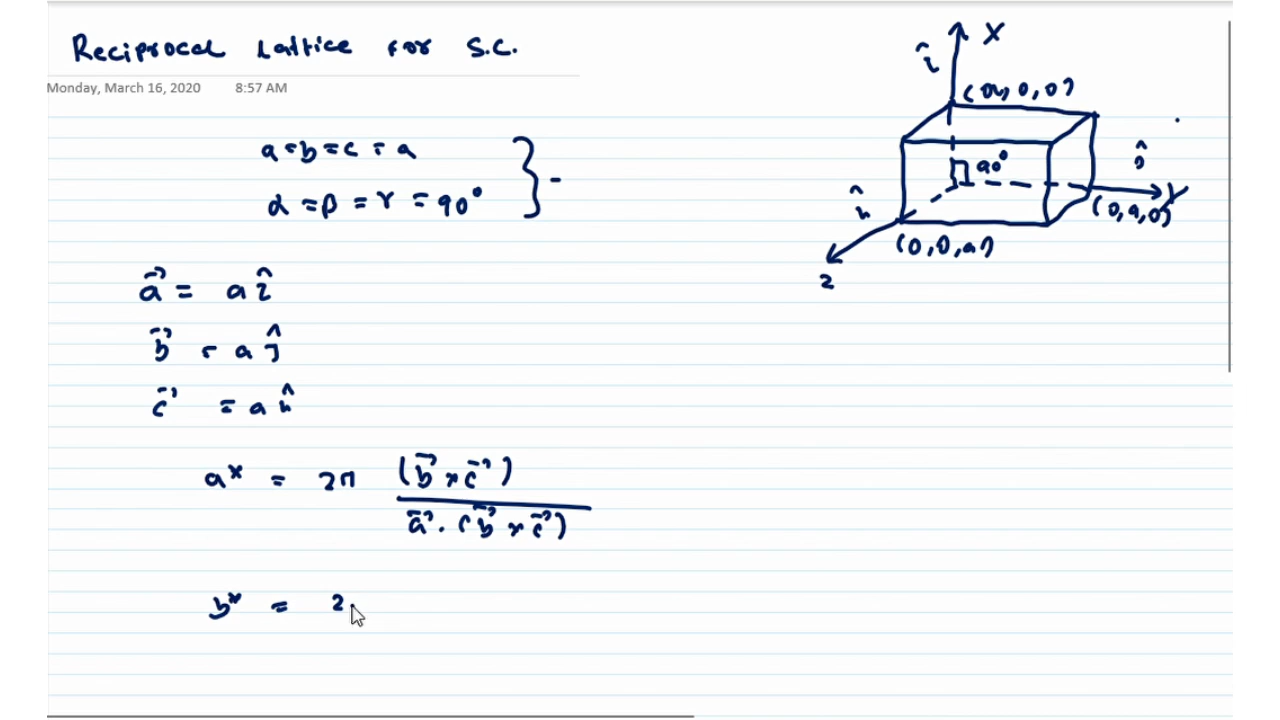 Reciprocal Lattice for S.C.
Monday, March 16, 2020 8:57 AM
a = b = c = a
α = β = γ = 90°
a⃗ = a î
b⃗ = a ĵ
c⃗ = a k̂
a* = 2π (b⃗ × c⃗) / a⃗ · (b⃗ × c⃗)
b* = 2
X
î
(a, 0, 0)
90°
ĵ
Y
(0, a, 0)
k̂
(0, 0, a)
Z